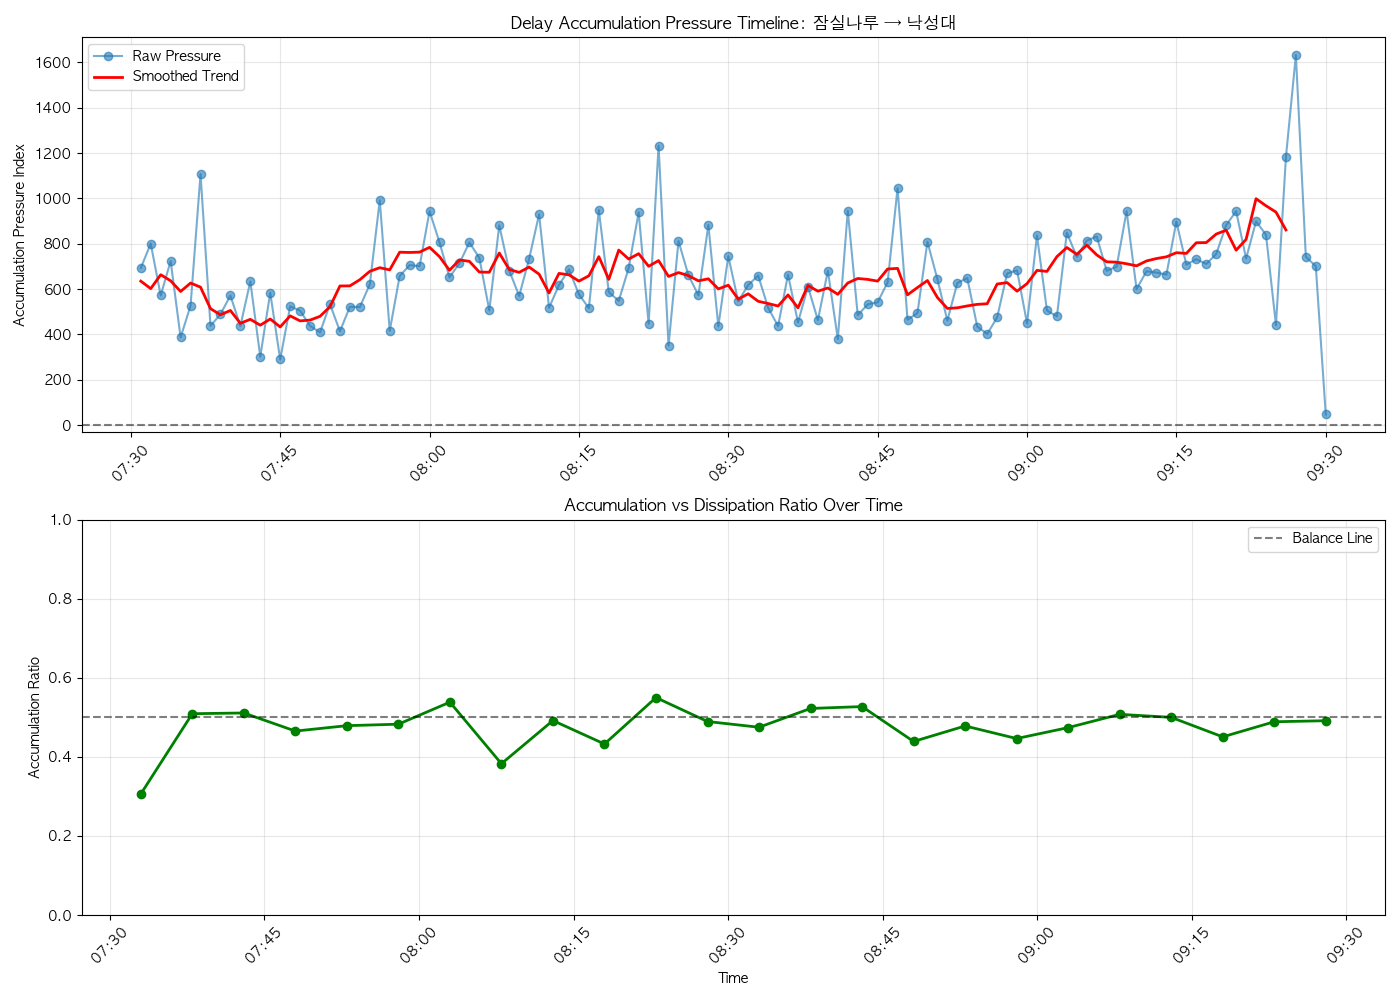 Delay Accumulation Pressure Timeline: 잠실나루 → 낙성대
Raw Pressure
Smoothed Trend
Accumulation Pressure Index
1600
1400
1200
1000
800
600
400
200
0
07:30 07:45 08:00 08:15 08:30 08:45 09:00 09:15 09:30
Accumulation vs Dissipation Ratio Over Time
Balance Line
Accumulation Ratio
1.0
0.8
0.6
0.4
0.2
0.0
07:30 07:45 08:00 08:15 08:30 08:45 09:00 09:15 09:30
Time